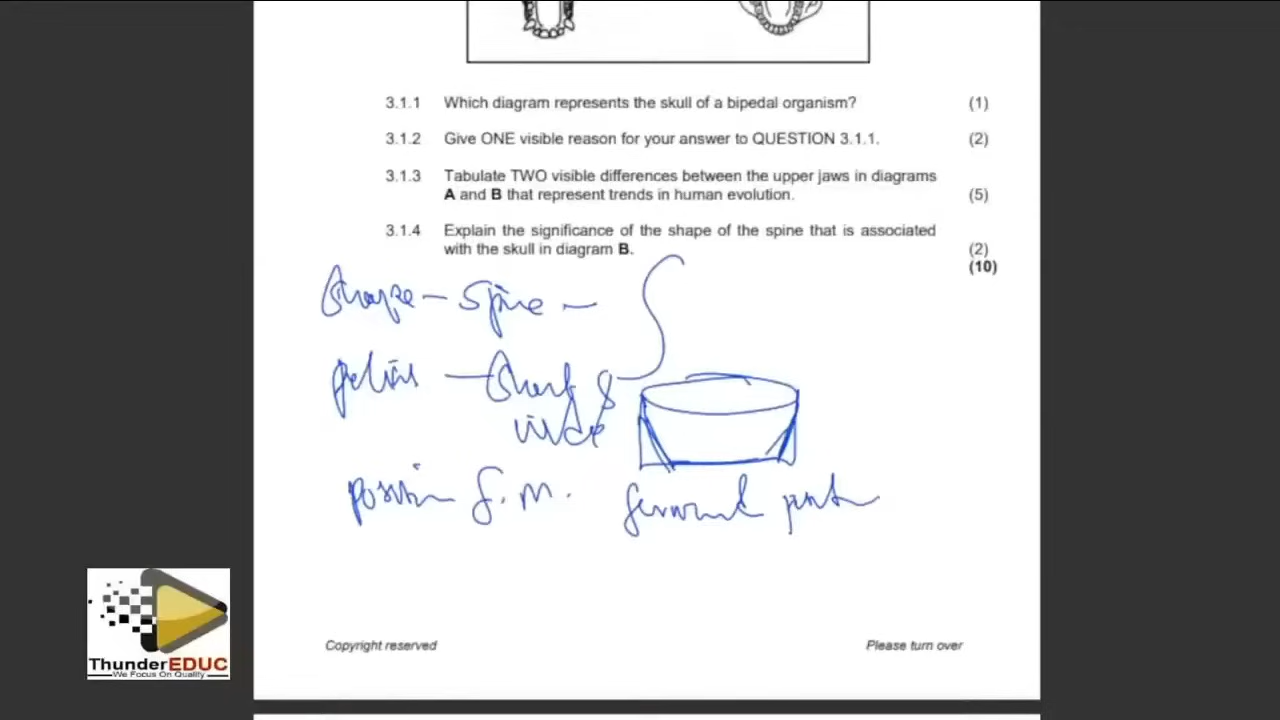 3.1.1 Which diagram represents the skull of a bipedal organism? (1)
3.1.2 Give ONE visible reason for your answer to QUESTION 3.1.1. (2)
3.1.3 Tabulate TWO visible differences between the upper jaws in diagrams
A and B that represent trends in human evolution. (5)
3.1.4 Explain the significance of the shape of the spine that is associated
with the skull in diagram B. (2)
(10)
Shape - Spine - S
pelvis - Short &
wide
position f. m. forward part
Copyright reserved Please turn over
ThunderEDUC
We Focus On Quality